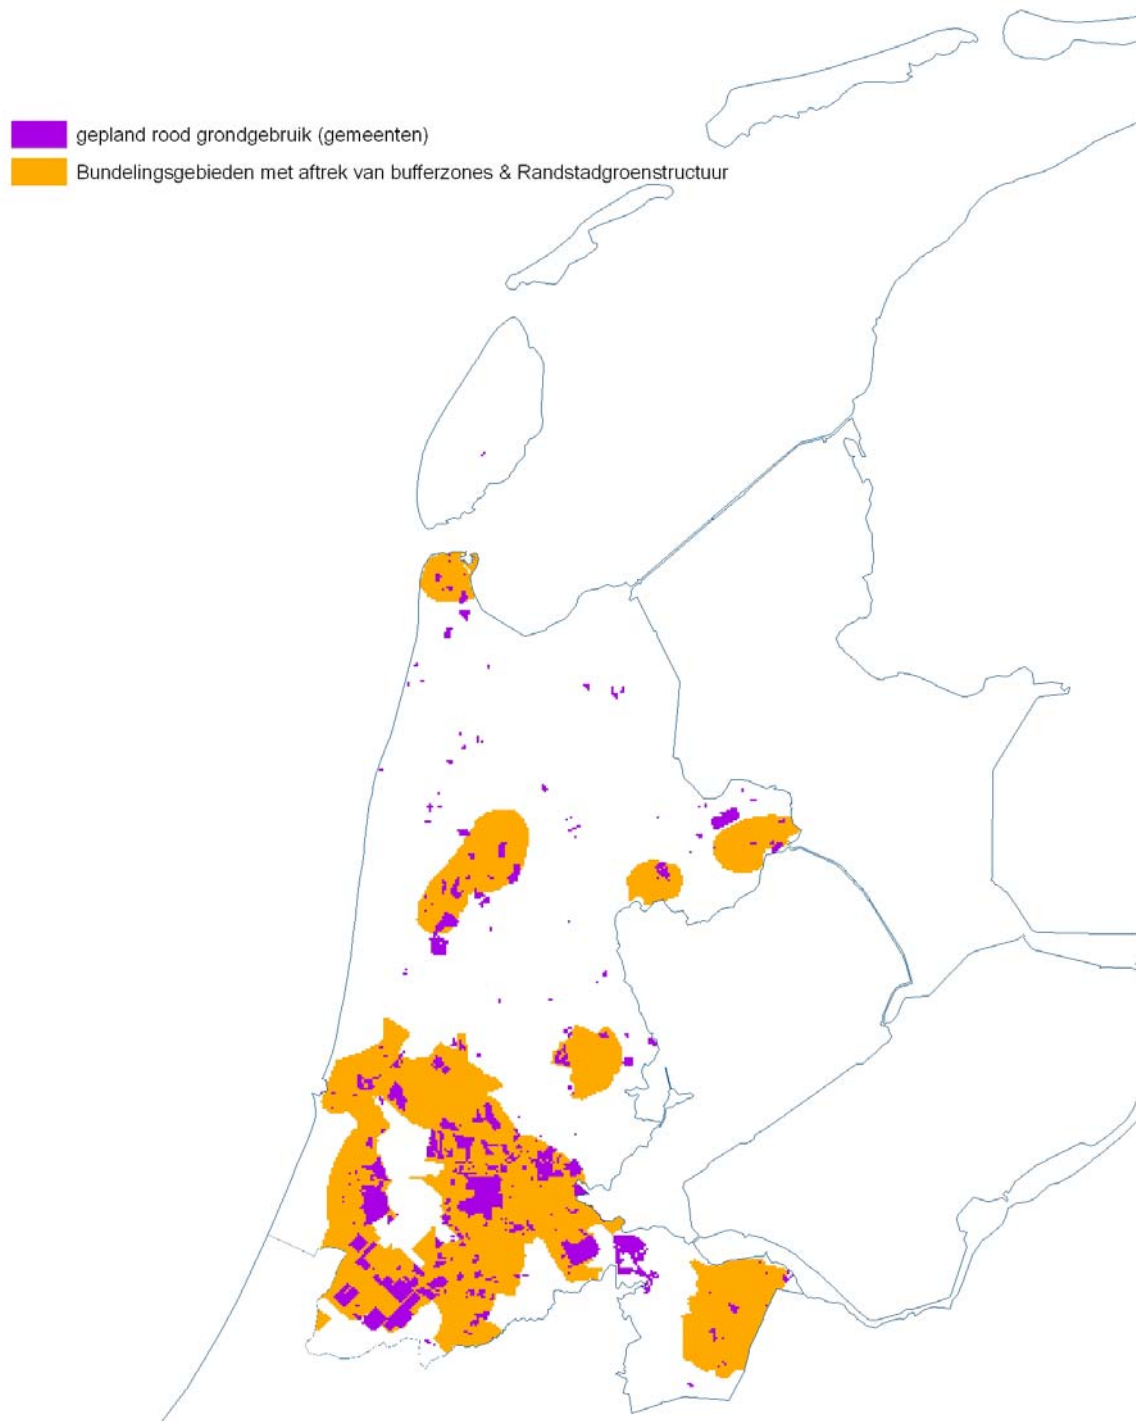 gepland rood grondgebruik (gemeenten)
Bundelingsgebieden met aftrek van bufferzones & Randstadgroenstructuur